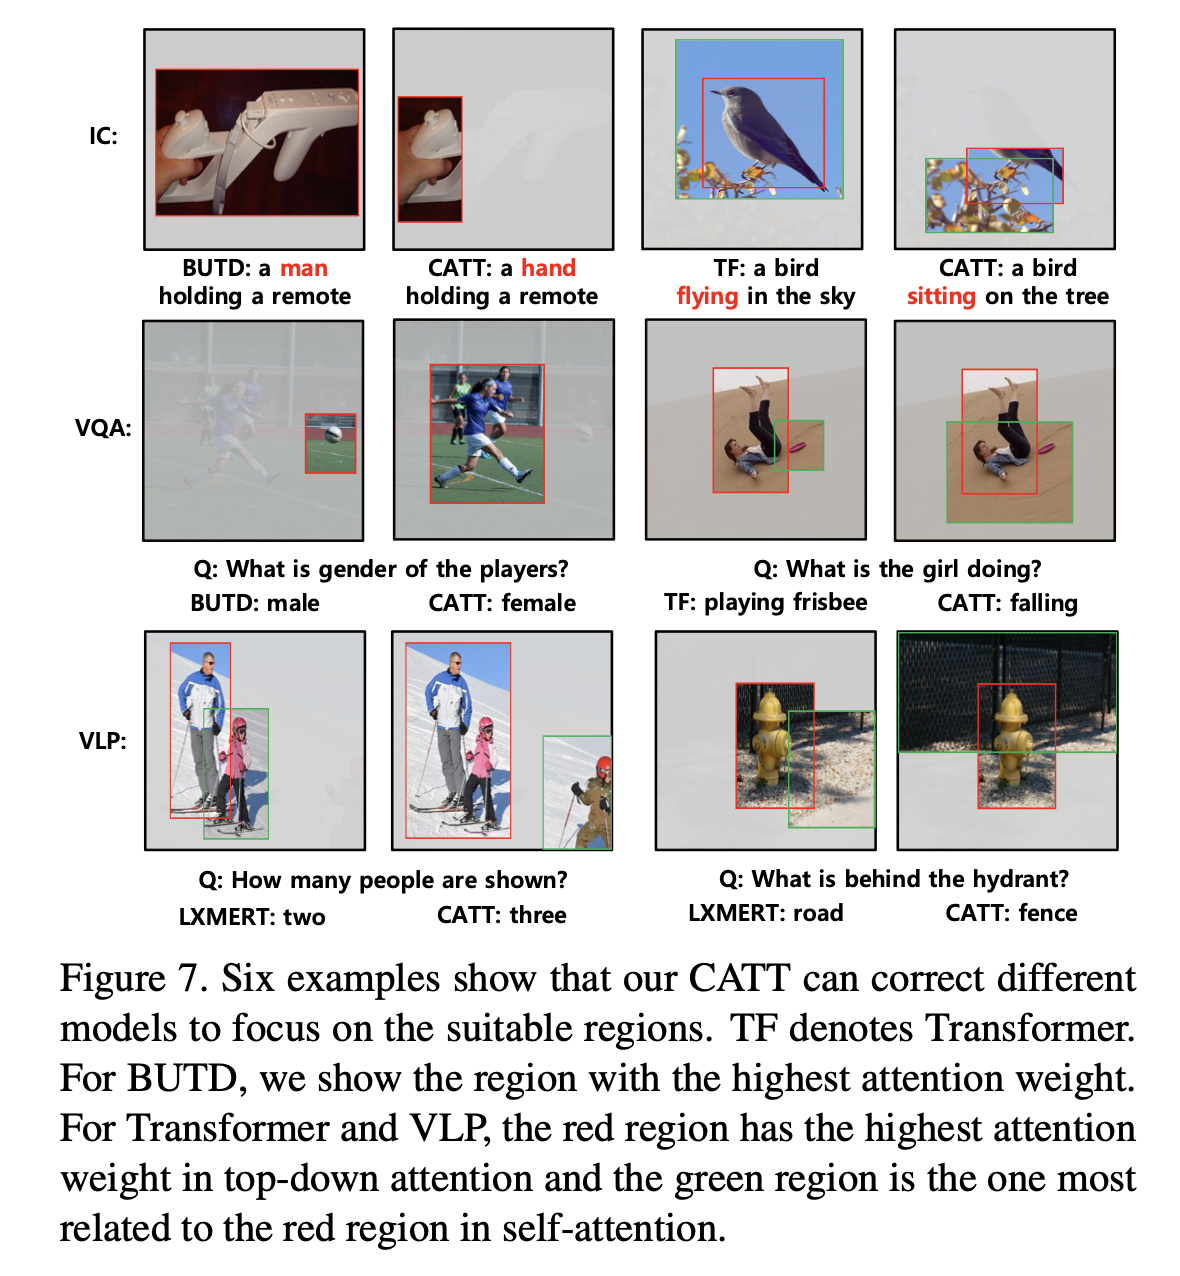 IC:
BUTD: a man
holding a remote
CATT: a hand
holding a remote
TF: a bird
flying in the sky
CATT: a bird
sitting on the tree
VQA:
Q: What is gender of the players?
BUTD: male
CATT: female
Q: What is the girl doing?
TF: playing frisbee
CATT: falling
VLP:
Q: How many people are shown?
LXMERT: two
CATT: three
Q: What is behind the hydrant?
LXMERT: road
CATT: fence
Figure 7. Six examples show that our CATT can correct different
models to focus on the suitable regions. TF denotes Transformer.
For BUTD, we show the region with the highest attention weight.
For Transformer and VLP, the red region has the highest attention
weight in top-down attention and the green region is the one most
related to the red region in self-attention.